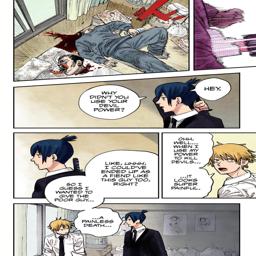 HEY.
WHY
DIDN'T YOU
USE YOUR
DEVIL
POWER?
OHH,
WELL...
WHEN I
USE MY
POWER
TO KILL
DEVILS...
...IT
LOOKS
SUPER
PAINFUL.
LIKE, UHHH,
I COULD'VE
ENDED UP AS
A FIEND LIKE
THIS GUY TOO,
RIGHT?
SO I
GUESS I
WANTED TO
GIVE THE
POOR GUY...
...A
PAINLESS
DEATH...